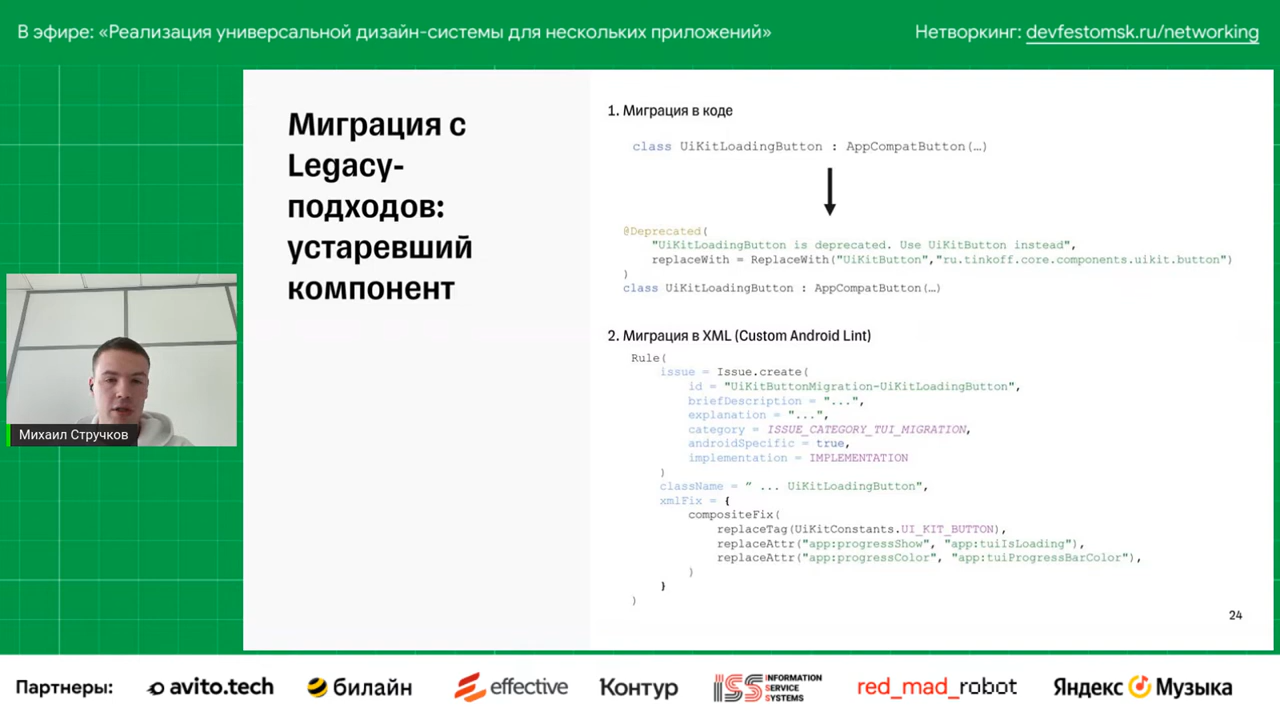 В эфире: «Реализация универсальной дизайн-системы для нескольких приложений»
Нетворкинг: devfestomsk.ru/networking
Миграция с
Legacy-
подходов:
устаревший
компонент
1. Миграция в коде
class UiKitLoadingButton : AppCompatButton(…)
@Deprecated(
"UiKitLoadingButton is deprecated. Use UiKitButton instead",
replaceWith = ReplaceWith("UiKitButton","ru.tinkoff.core.components.uikit.button")
)
class UiKitLoadingButton : AppCompatButton(…)
2. Миграция в XML (Custom Android Lint)
Rule(
issue = Issue.create(
id = "UiKitButtonMigration-UiKitLoadingButton",
briefDescription = "...",
explanation = "...",
category = ISSUE_CATEGORY_TUI_MIGRATION,
androidSpecific = true,
implementation = IMPLEMENTATION
)
className = ” ... UiKitLoadingButton",
xmlFix = {
compositeFix(
replaceTag(UiKitConstants.UI_KIT_BUTTON),
replaceAttr("app:progressShow", "app:tuiIsLoading"),
replaceAttr("app:progressColor", "app:tuiProgressBarColor"),
)
}
)
24
Михаил Стручков
Партнеры:
avito.tech
билайн
effective
Контур
ISS INFORMATION
SERVICE
SYSTEMS
red_mad_robot
Яндекс Музыка